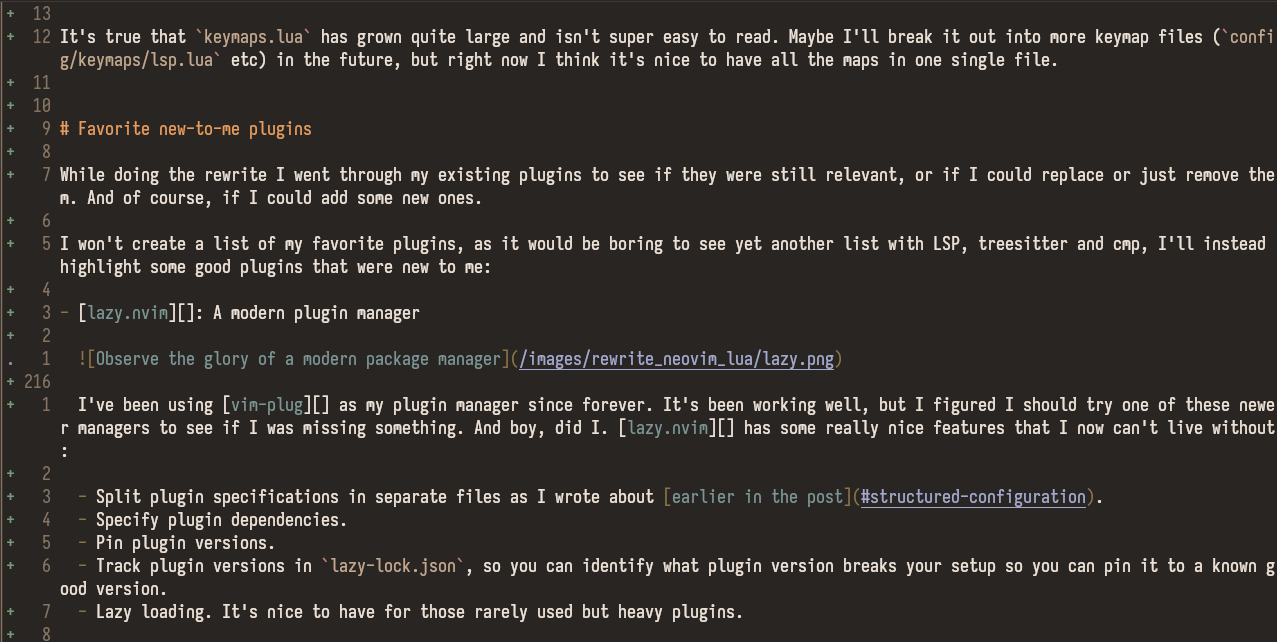 + 13
+ 12 It's true that `keymaps.lua` has grown quite large and isn't super easy to read. Maybe I'll break it out into more keymap files (`confi
g/keymaps/lsp.lua` etc) in the future, but right now I think it's nice to have all the maps in one single file.
+ 11
+ 10
+ 9 # Favorite new-to-me plugins
+ 8
+ 7 While doing the rewrite I went through my existing plugins to see if they were still relevant, or if I could replace or just remove the
m. And of course, if I could add some new ones.
+ 6
+ 5 I won't create a list of my favorite plugins, as it would be boring to see yet another list with LSP, treesitter and cmp, I'll instead
highlight some good plugins that were new to me:
+ 4
+ 3 - [lazy.nvim][]: A modern plugin manager
+ 2
. 1 ![Observe the glory of a modern package manager](/images/rewrite_neovim_lua/lazy.png)
+ 216
+ 1 I've been using [vim-plug][] as my plugin manager since forever. It's been working well, but I figured I should try one of these newe
r managers to see if I was missing something. And boy, did I. [lazy.nvim][] has some really nice features that I now can't live without
:
+ 2
+ 3 - Split plugin specifications in separate files as I wrote about [earlier in the post](#structured-configuration).
+ 4 - Specify plugin dependencies.
+ 5 - Pin plugin versions.
+ 6 - Track plugin versions in `lazy-lock.json`, so you can identify what plugin version breaks your setup so you can pin it to a known g
ood version.
+ 7 - Lazy loading. It's nice to have for those rarely used but heavy plugins.
+ 8